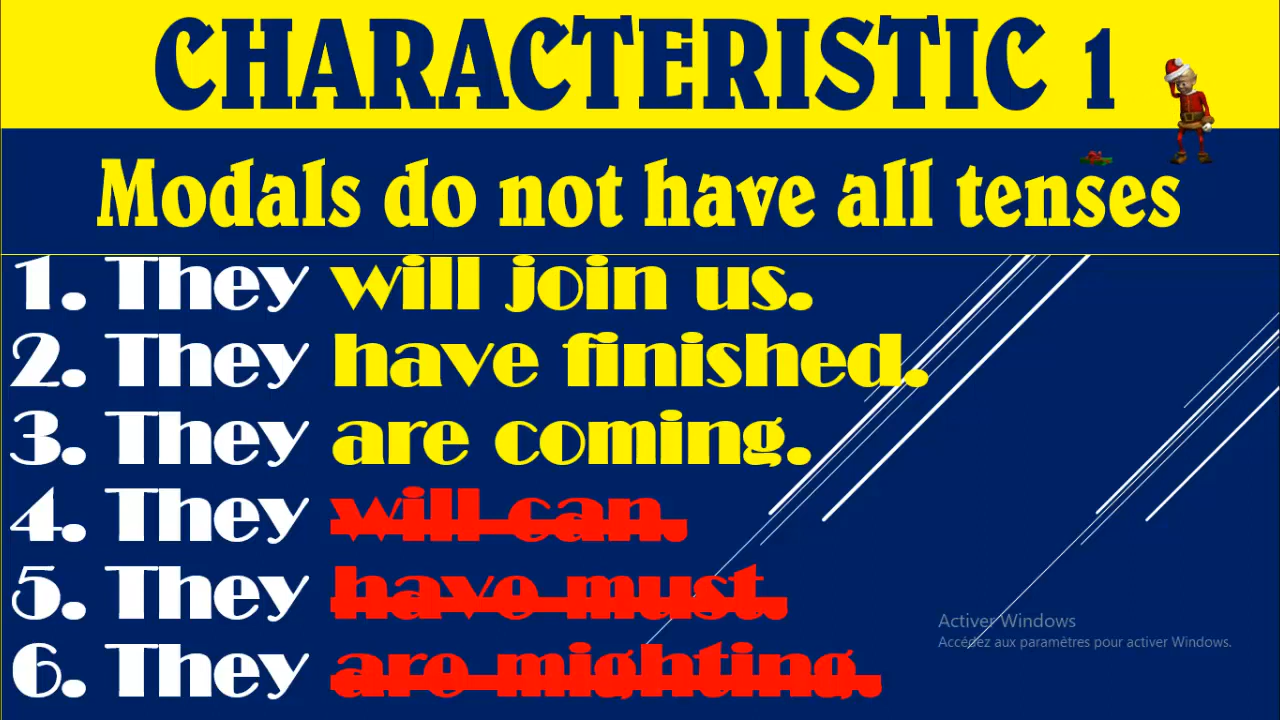 CHARACTERISTIC 1
Modals do not have all tenses
1. They will join us.
2. They have finished.
3. They are coming.
4. They will can.
5. They have must.
6. They are mighting.
Activer Windows
Accédez aux paramètres pour activer Windows.